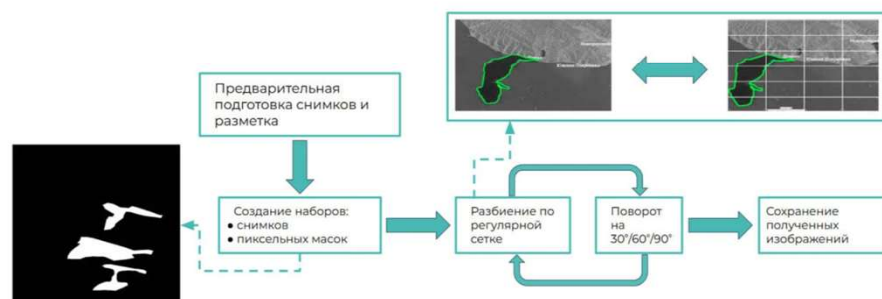 Предварительная
подготовка снимков и
разметка
Создание наборов:
● снимков
● пиксельных масок
Разбиение по
регулярной
сетке
Поворот
на
30°/60°/90°
Сохранение
полученных
изображений